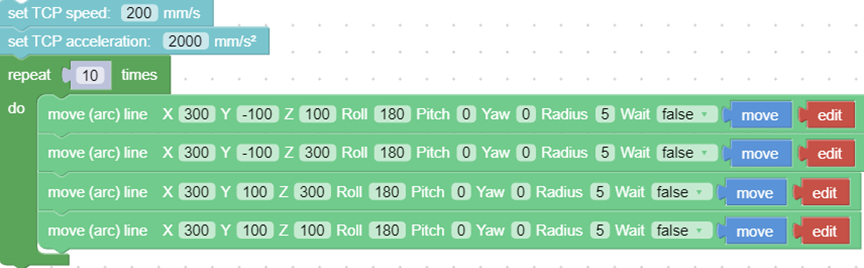 set TCP speed: 200 mm/s
set TCP acceleration: 2000 mm/s²
repeat 10 times
do
move (arc) line X 300 Y -100 Z 100 Roll 180 Pitch 0 Yaw 0 Radius 5 Wait false move edit
move (arc) line X 300 Y -100 Z 300 Roll 180 Pitch 0 Yaw 0 Radius 5 Wait false move edit
move (arc) line X 300 Y 100 Z 300 Roll 180 Pitch 0 Yaw 0 Radius 5 Wait false move edit
move (arc) line X 300 Y 100 Z 100 Roll 180 Pitch 0 Yaw 0 Radius 5 Wait false move edit